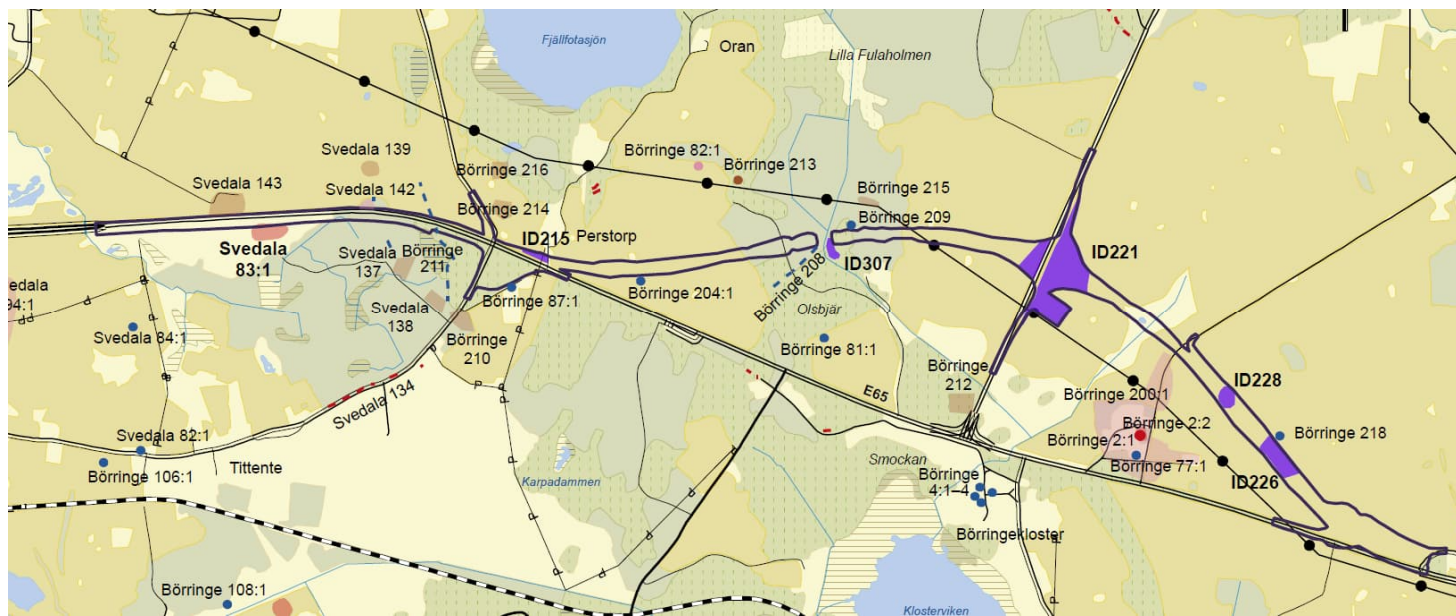 Fjällfotasjön
Oran
Lilla Fulaholmen
Svedala 139
Börringe 82:1
Börringe 213
Börringe 216
Svedala 143
Svedala 142
Börringe 215
Börringe 214
Börringe 209
ID215
Perstorp
ID221
Svedala
83:1
Svedala
137
Börringe
211
ID307
Börringe 208
edala
94:1
Börringe 87:1
Börringe 204:1
Svedala
138
Olsbjär
Svedala 84:1
Börringe
210
Börringe 81:1
Börringe
212
E65
Svedala 134
Börringe 200:1
ID228
Börringe 2:2
Börringe 2:1
Börringe 218
Svedala 82:1
Börringe 77:1
Smockan
Tittente
Börringe
4:1–4
Börringe 106:1
Karpadammen
ID226
Börringekloster
Börringe 108:1
Klosterviken